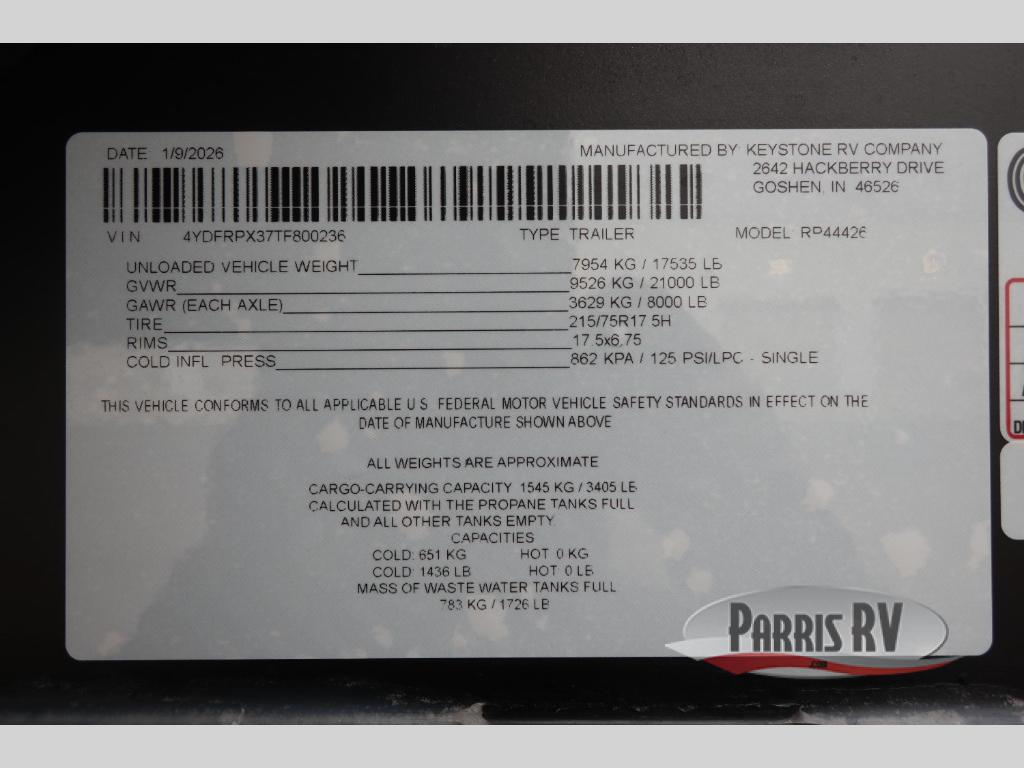 DATE 1/9/2026
MANUFACTURED BY: KEYSTONE RV COMPANY
2642 HACKBERRY DRIVE
GOSHEN, IN 46526
VIN 4YDFRPX37TF800236 TYPE TRAILER MODEL RP44426
UNLOADED VEHICLE WEIGHT 7954 KG / 17535 LB
GVWR 9526 KG / 21000 LB
GAWR (EACH AXLE) 3629 KG / 8000 LB
TIRE 215/75R17.5H
RIMS 17.5x6.75
COLD INFL. PRESS 862 KPA / 125 PSI/LPC - SINGLE
THIS VEHICLE CONFORMS TO ALL APPLICABLE U.S. FEDERAL MOTOR VEHICLE SAFETY STANDARDS IN EFFECT ON THE
DATE OF MANUFACTURE SHOWN ABOVE
ALL WEIGHTS ARE APPROXIMATE
CARGO-CARRYING CAPACITY 1545 KG / 3405 LB
CALCULATED WITH THE PROPANE TANKS FULL
AND ALL OTHER TANKS EMPTY.
CAPACITIES
COLD: 651 KG HOT: 0 KG
COLD: 1436 LB HOT: 0 LB
MASS OF WASTE WATER TANKS FULL
783 KG / 1726 LB
PARRIS RV
.com